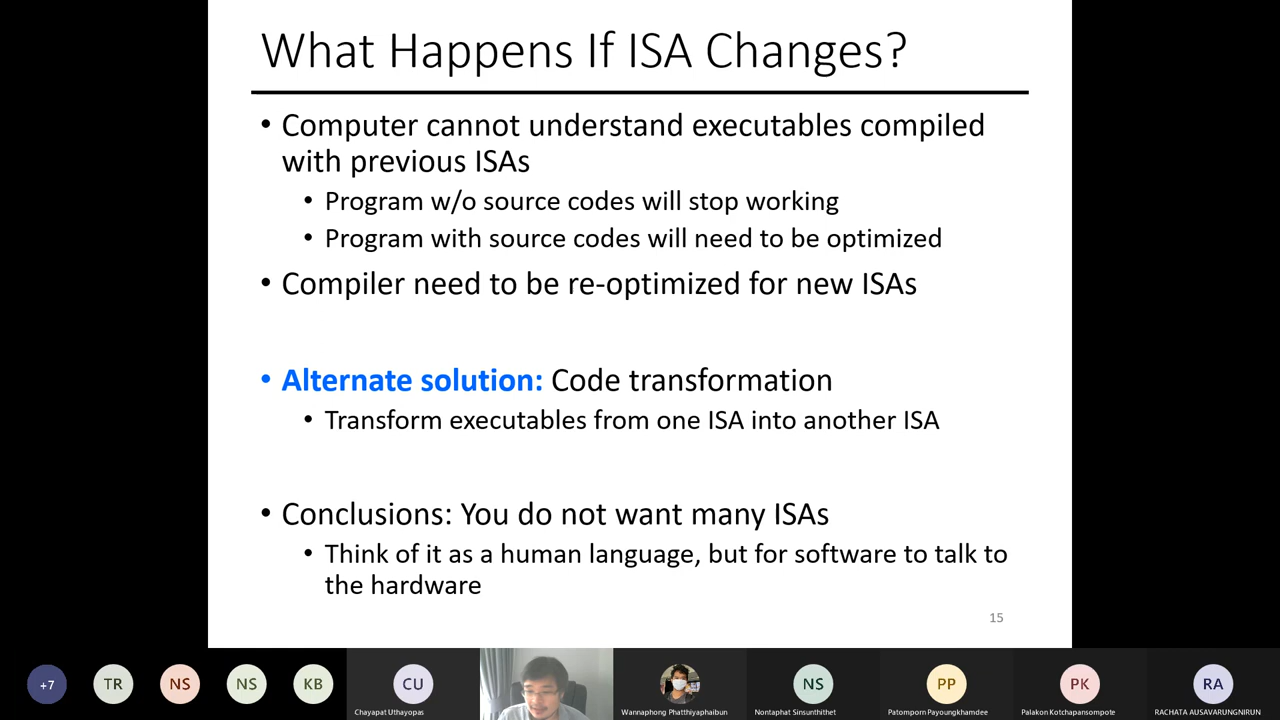 What Happens If ISA Changes?
• Computer cannot understand executables compiled
with previous ISAs
• Program w/o source codes will stop working
• Program with source codes will need to be optimized
• Compiler need to be re-optimized for new ISAs
• Alternate solution: Code transformation
• Transform executables from one ISA into another ISA
• Conclusions: You do not want many ISAs
• Think of it as a human language, but for software to talk to
the hardware
15
+7 TR NS NS KB CU NS PP PK RA
Chayapat Uthayopas Wannaphong Phatthiyaphaibun Nontaphat Sinsunthithet Patomporn Payoungkhamdee Palakon Kotchapansompote RACHATA AUSAVARUNGNIRUN